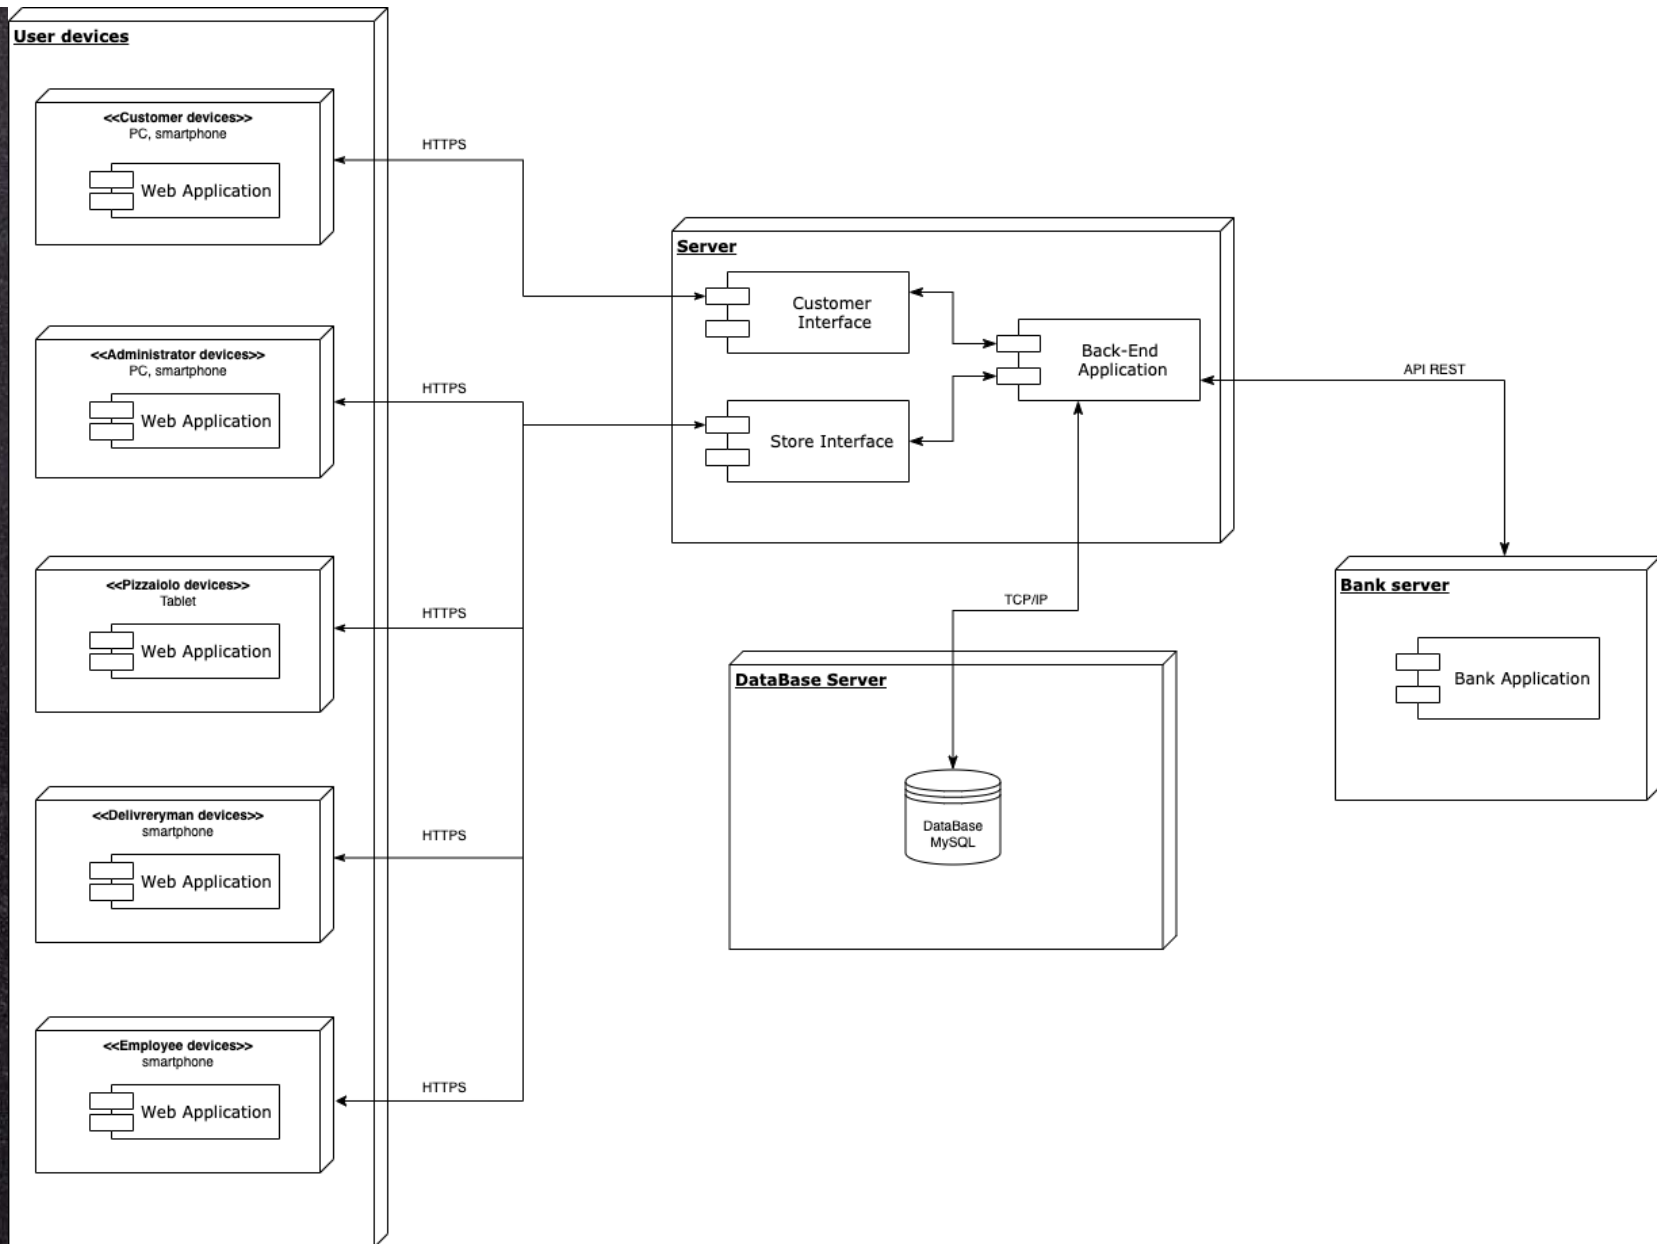 User devices
<<Customer devices>>
PC, smartphone
Web Application
HTTPS
<<Administrator devices>>
PC, smartphone
Web Application
HTTPS
<<Pizzaiolo devices>>
Tablet
Web Application
HTTPS
<<Delivreryman devices>>
smartphone
Web Application
HTTPS
<<Employee devices>>
smartphone
Web Application
HTTPS
Server
Customer
Interface
Store Interface
Back-End
Application
API REST
TCP/IP
DataBase Server
DataBase
MySQL
Bank server
Bank Application